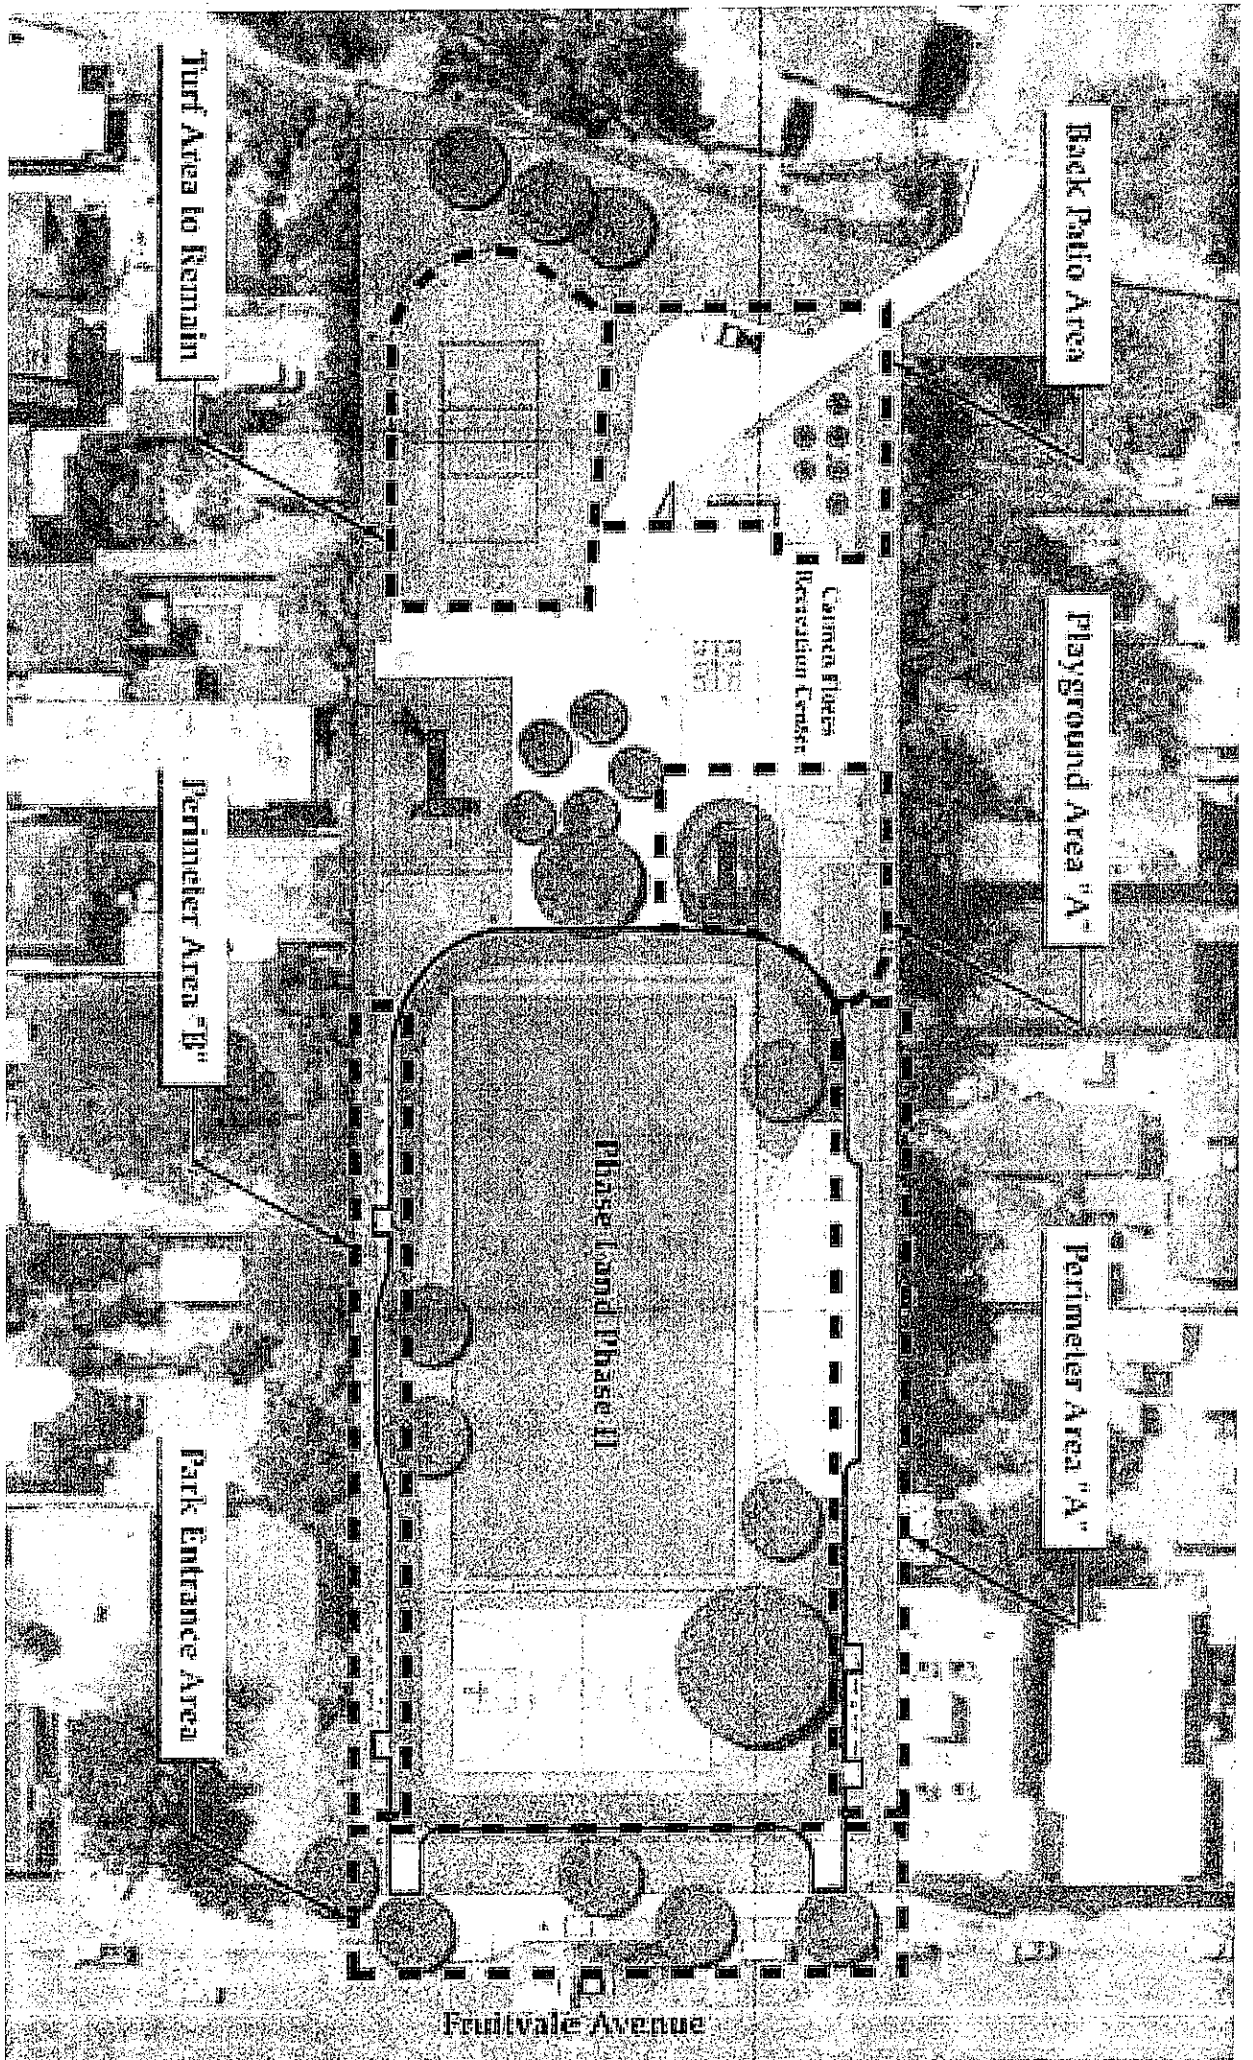 Back Patio Area
Playground Area "A"
Perimeter Area "A"
Carmen Flores
Recreation Center
Phase I and Phase II
Turf Area to Remain
Perimeter Area "B"
Park Entrance Area
Fruitvale Avenue